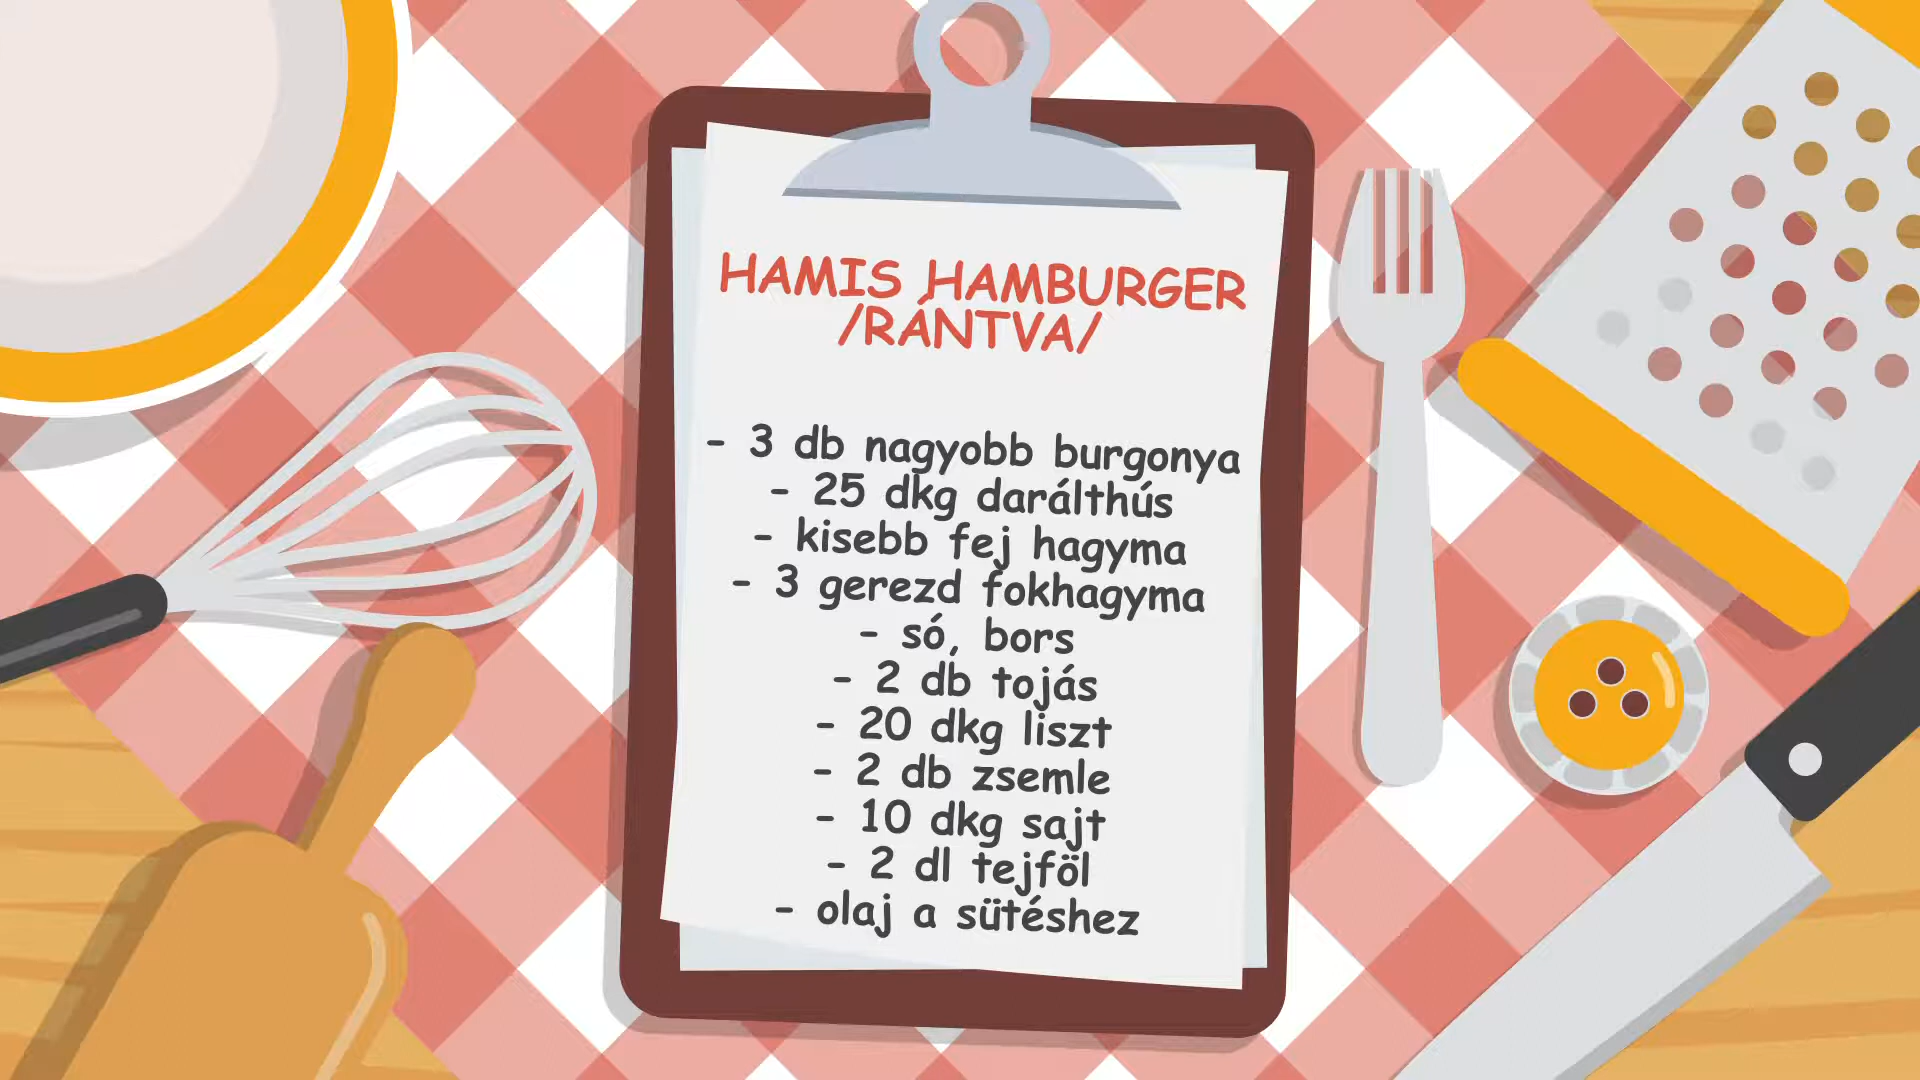 HAMIS HAMBURGER
/RÁNTVA/
- 3 db nagyobb burgonya
- 25 dkg darálthús
- kisebb fej hagyma
- 3 gerezd fokhagyma
- só, bors
- 2 db tojás
- 20 dkg liszt
- 2 db zsemle
- 10 dkg sajt
- 2 dl tejföl
- olaj a sütéshez